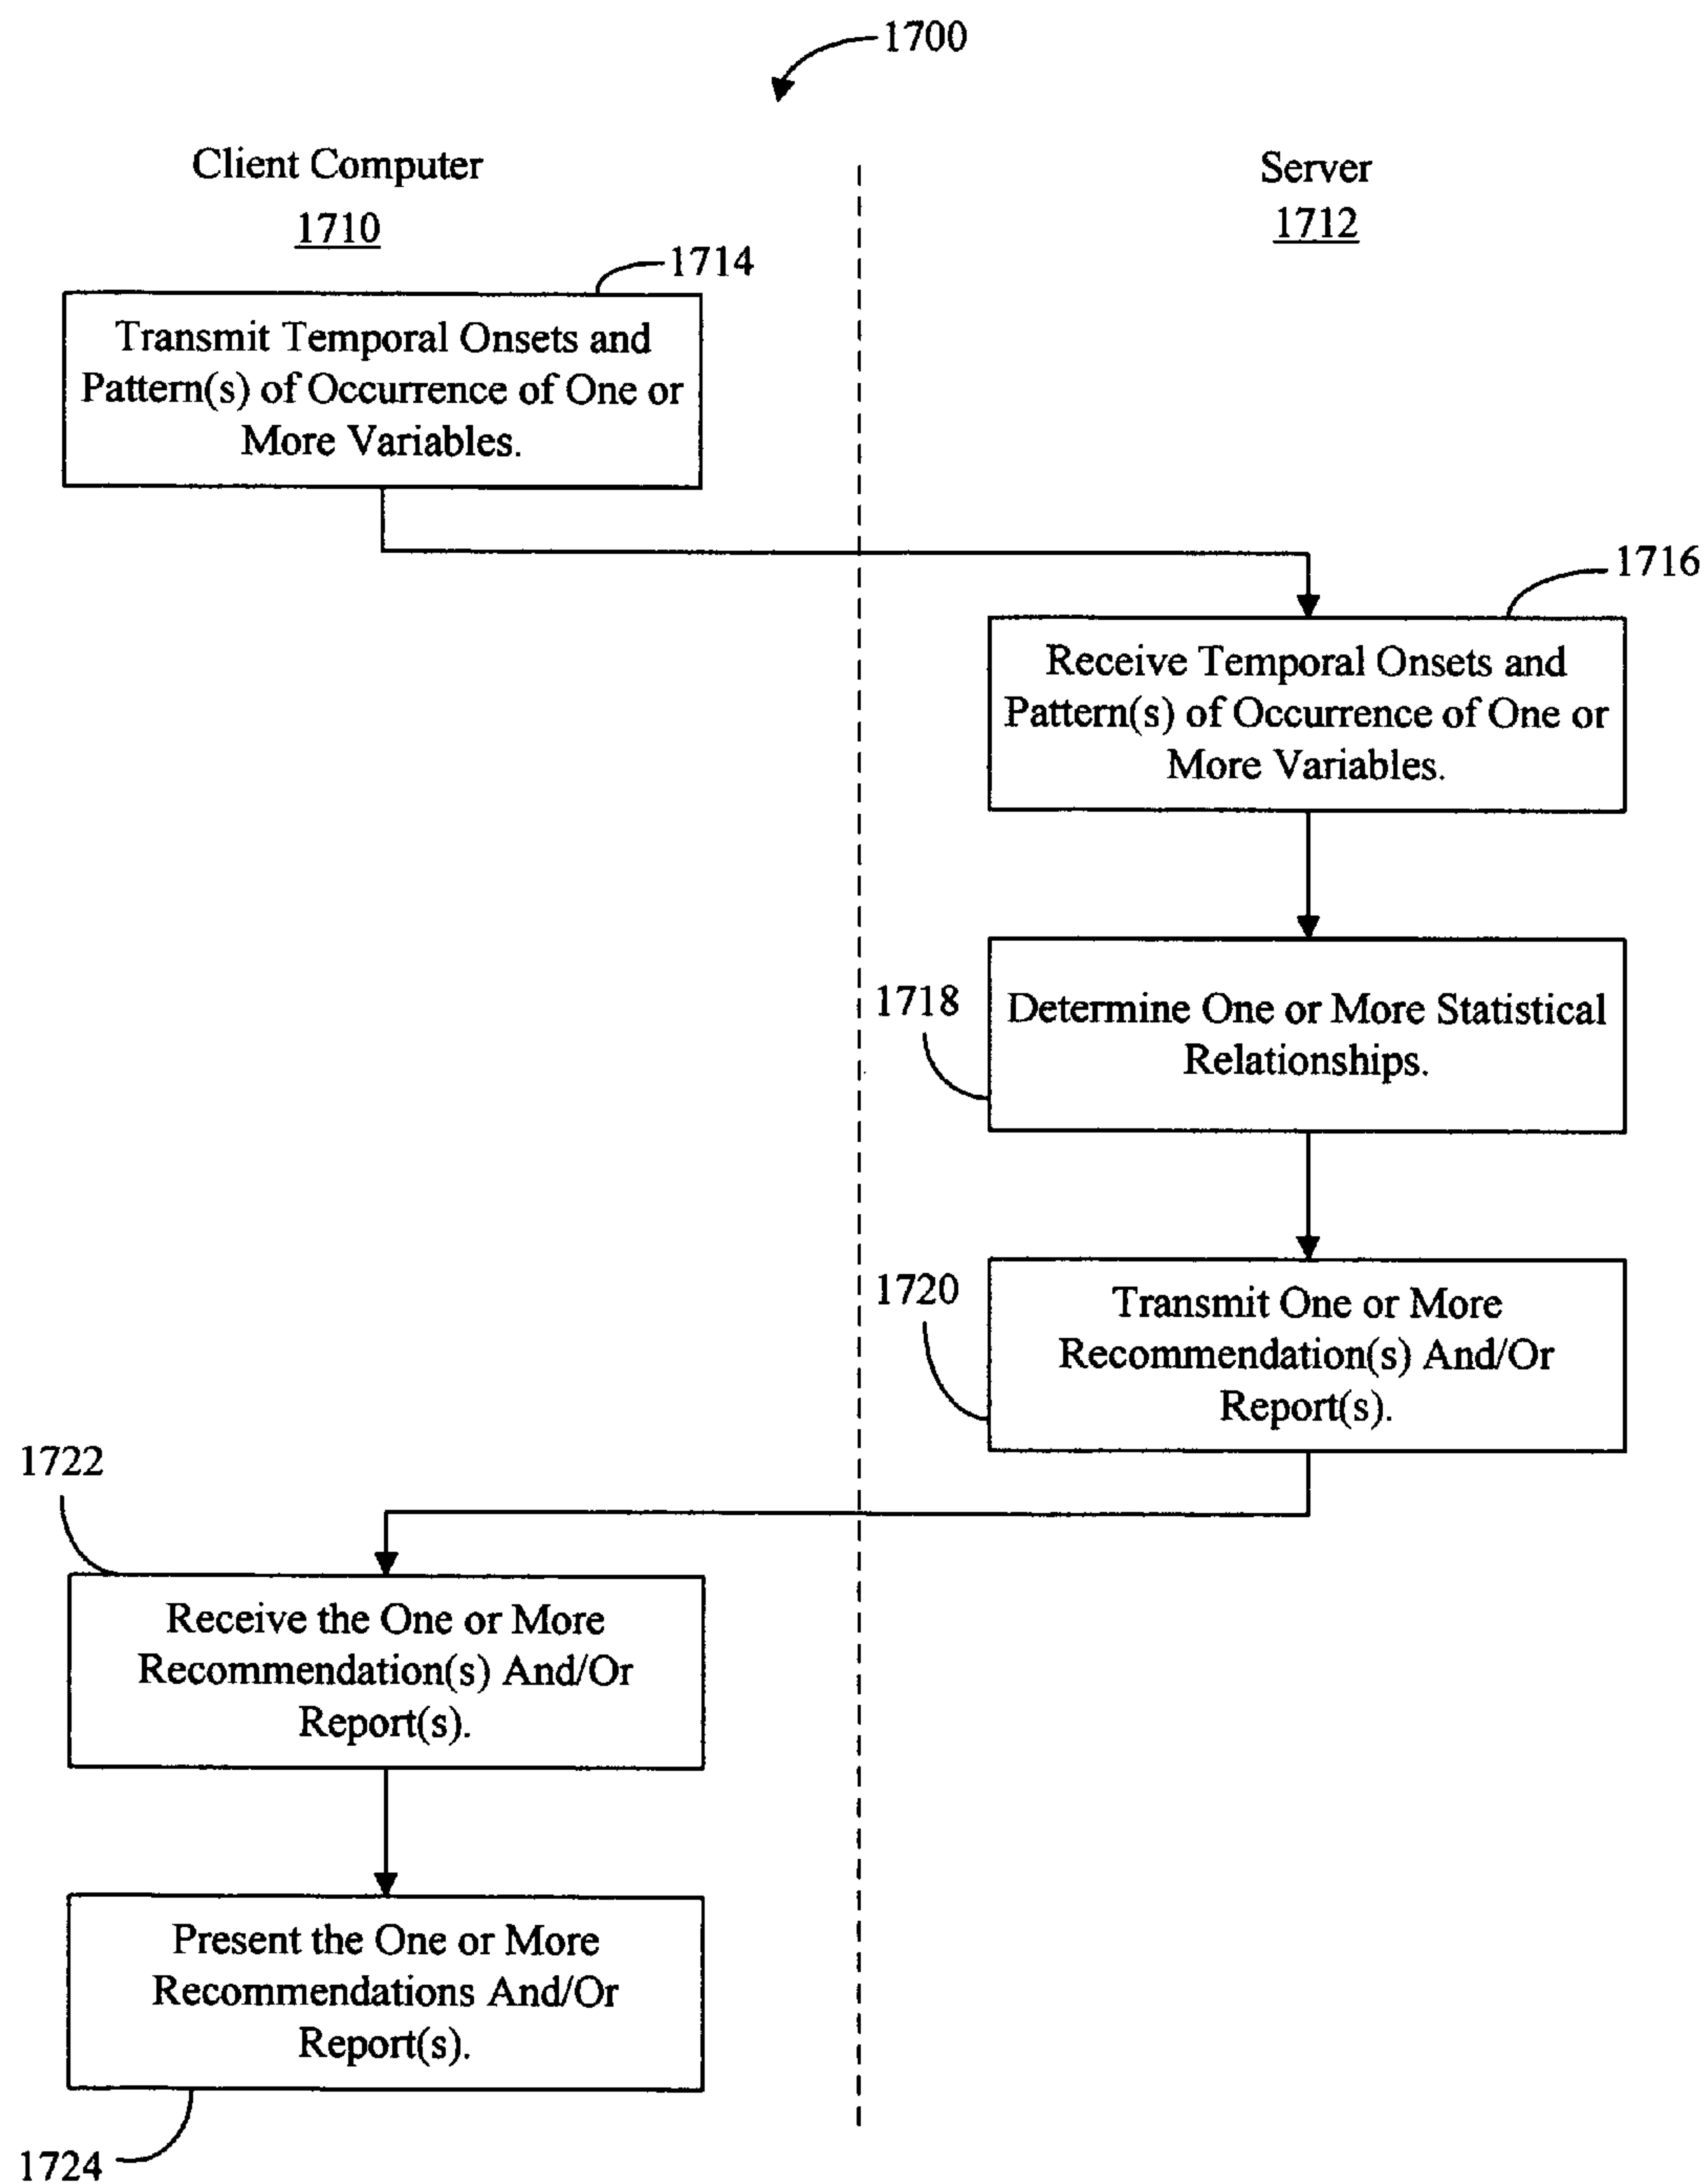 1700
Client Computer
1710
Server
1712
1714
Transmit Temporal Onsets and
Pattern(s) of Occurrence of One or
More Variables.
1716
Receive Temporal Onsets and
Pattern(s) of Occurrence of One or
More Variables.
1718
Determine One or More Statistical
Relationships.
1720
Transmit One or More
Recommendation(s) And/Or
Report(s).
1722
Receive the One or More
Recommendation(s) And/Or
Report(s).
Present the One or More
Recommendations And/Or
Report(s).
1724